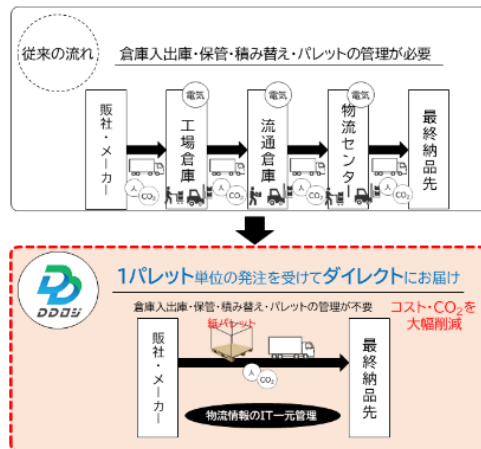 従来の流れ
倉庫入出庫・保管・積み替え・パレットの管理が必要
電気
電気
電気
販社・メーカー
工場倉庫
流通倉庫
物流センター
最終納品先
人
CO2
人
CO2
人
CO2
人
CO2
DD
DDロジ
1パレット単位の発注を受けてダイレクトにお届け
倉庫入出庫・保管・積み替え・パレットの管理が不要
コスト・CO2を
大幅削減
紙パレット
販社・メーカー
人
CO2
最終納品先
物流情報のIT一元管理